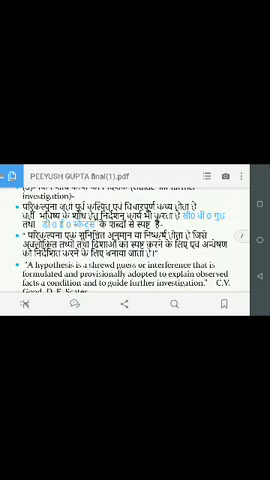 PEEYUSH GUPTA final(1).pdf
investigation)-
परिकल्पना जहाँ पूर्व कल्पित एवं विचारपूर्ण कथ्य होता है
वहीं भविष्य के शोध हेतु निर्देशन कार्य भी करता है सी0 वी 0 गुड
तथा डी 0 ई 0 स्केट्स के शब्दों से स्पष्ट है-
" परिकल्पना एक सुनिश्चित अनुमान या निष्कर्ष होता है जिसे
अवलोकित तथ्यों तथा दिशाओं को स्पष्ट करने के लिए एवं अन्वेषण
को निर्देशित करने के लिए बनाया जाता है।"
"A hypothesis is a shrewd guess or interference that is
formulated and provisionally adopted to explain observed
facts a condition and to guide further investigation." C.V.
Good, D. E. Scates